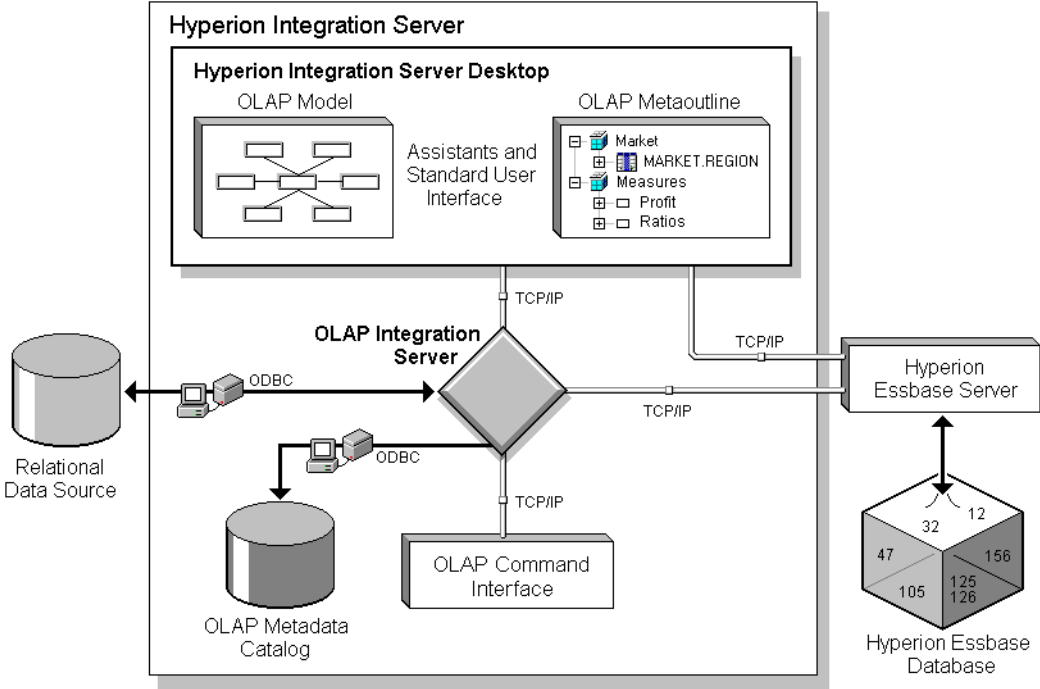 Hyperion Integration Server
Hyperion Integration Server Desktop
OLAP Model
OLAP Metaoutline
Assistants and
Standard User
Interface
Market
MARKET.REGION
Measures
Profit
Ratios
TCP/IP
OLAP Integration
Server
TCP/IP
Hyperion
Essbase Server
ODBC
TCP/IP
Relational
Data Source
ODBC
TCP/IP
OLAP Command
Interface
OLAP Metadata
Catalog
32
12
47
156
105
125
126
Hyperion Essbase
Database